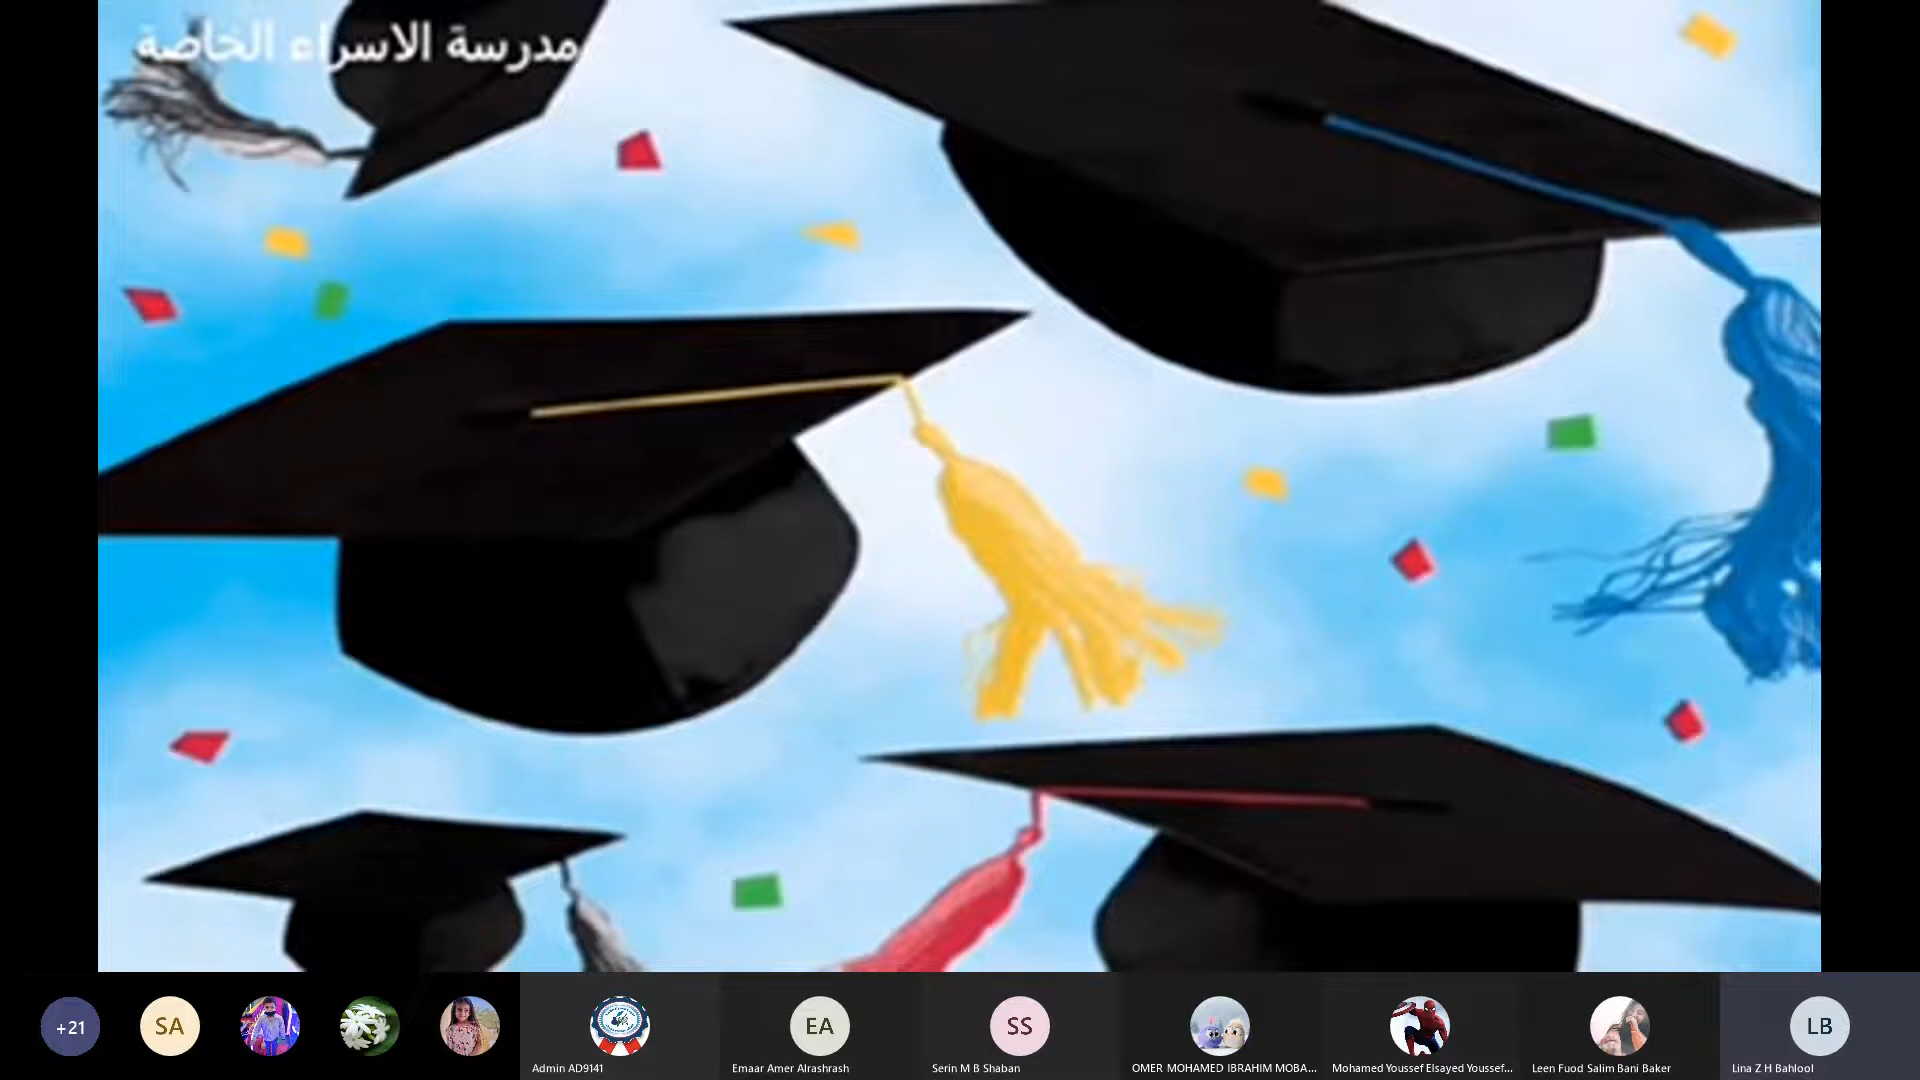 مدرسة الاسراء الخاصة
+21
SA
EA
SS
LB
Admin AD9141
Emaar Amer Alrashrash
Serin M B Shaban
OMER MOHAMED IBRAHIM MOBA...
Mohamed Youssef Elsayed Youssef...
Leen Fuod Salim Bani Baker
Lina Z H Bahlool